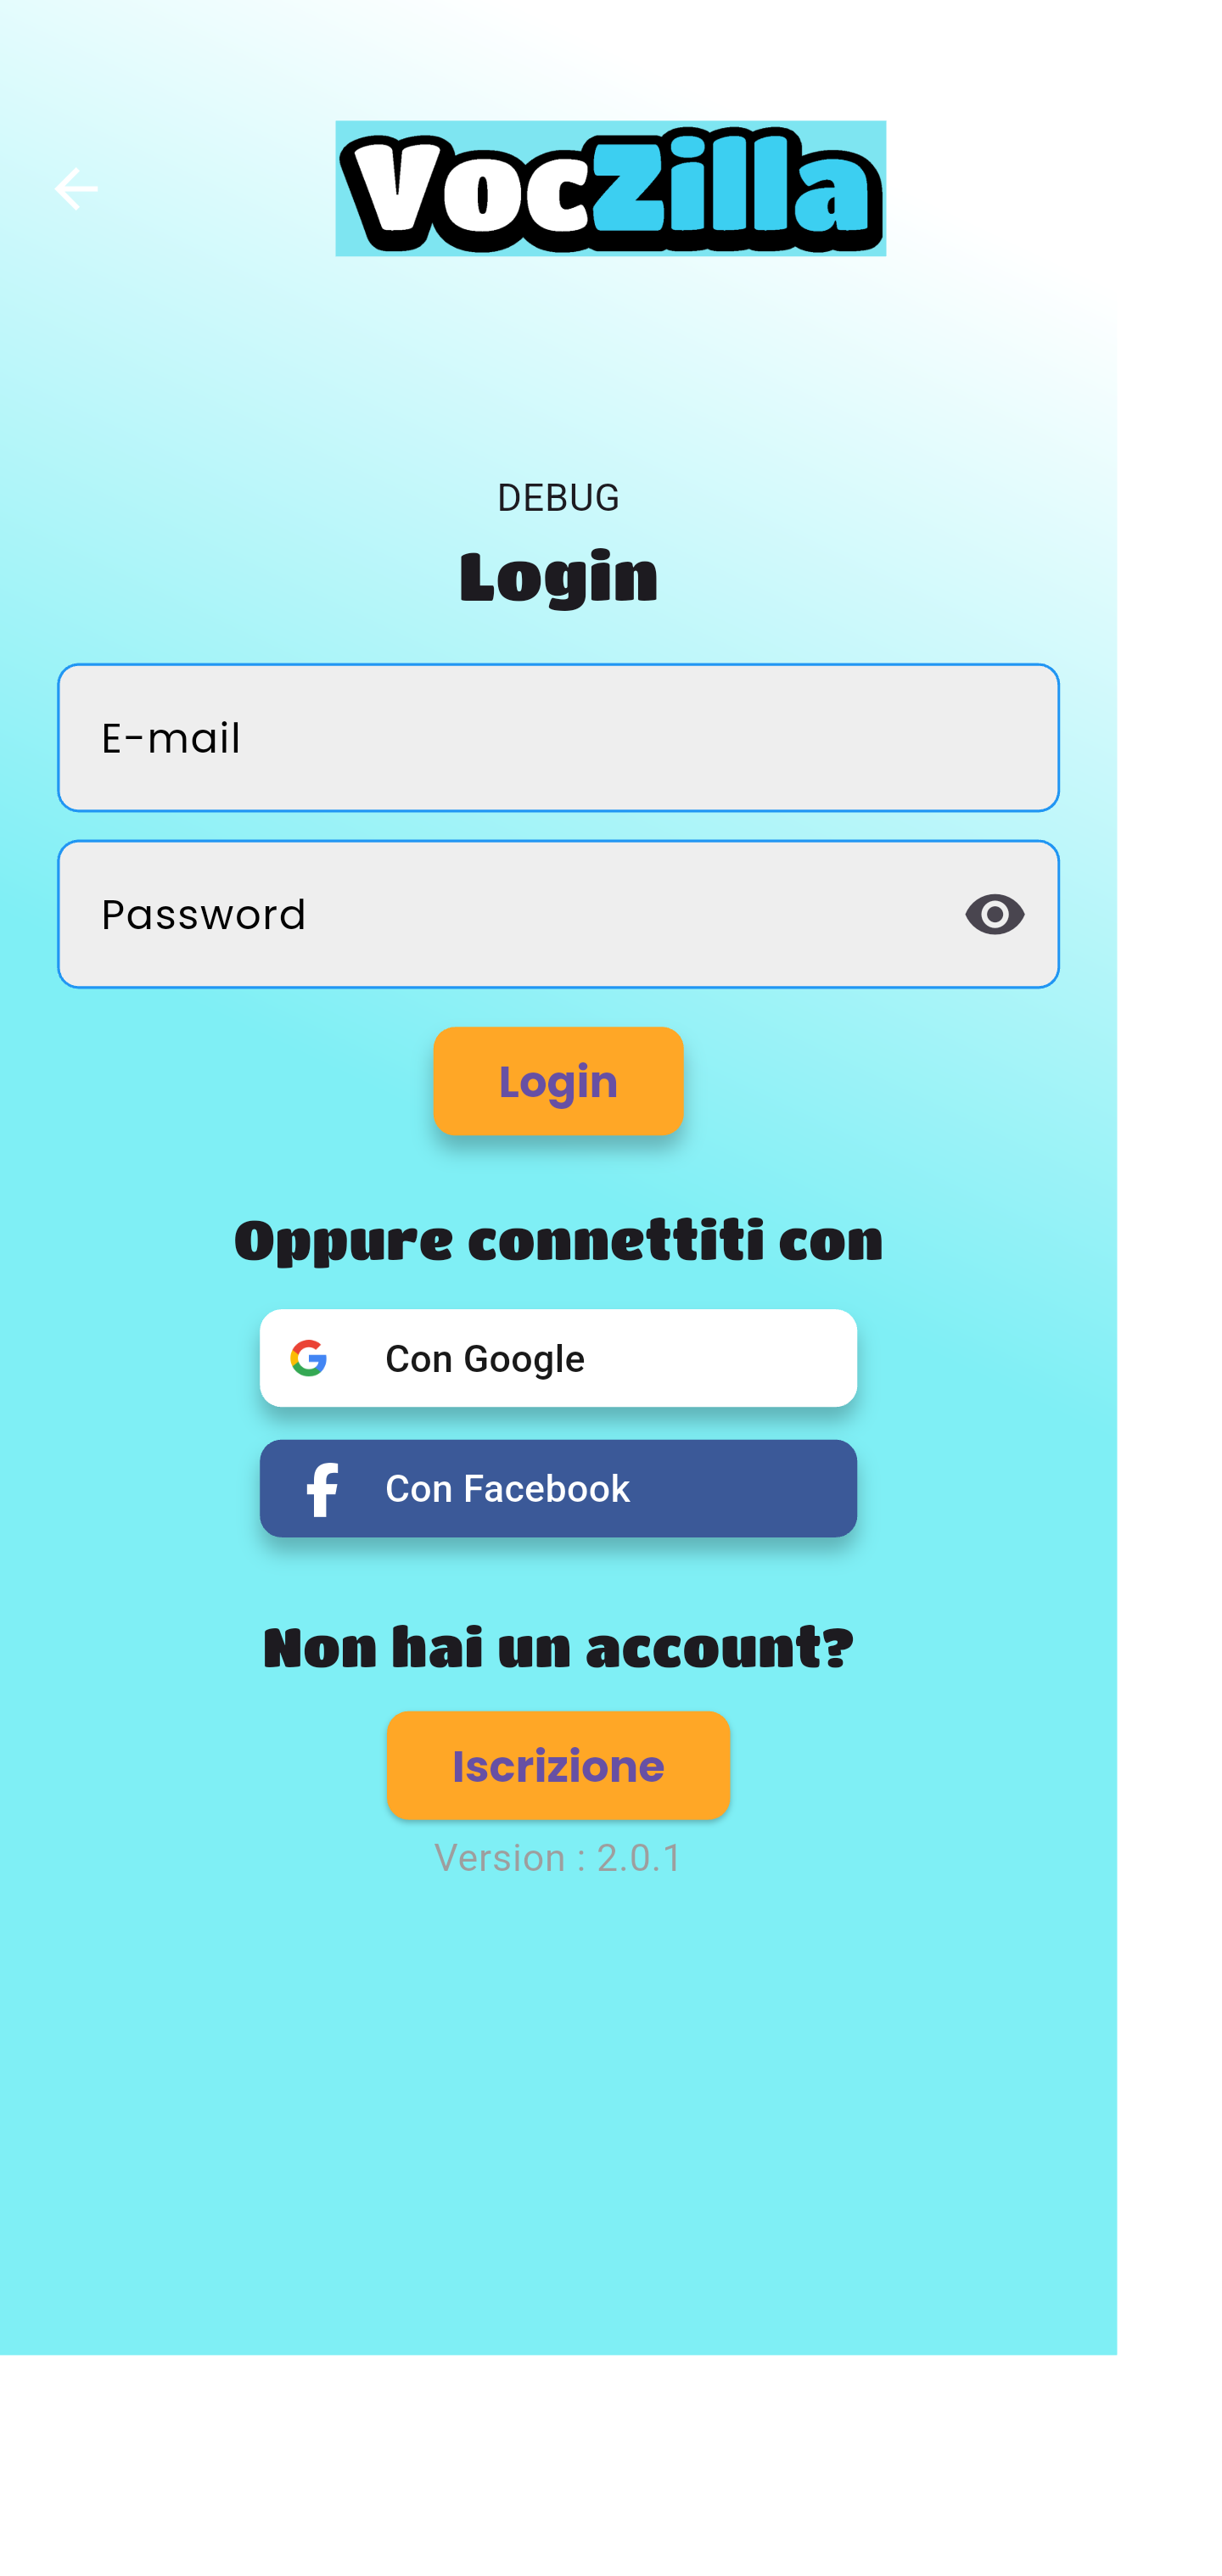 VocZilla
DEBUG
Login
E-mail
Password
Login
Oppure connettiti con
Con Google
Con Facebook
Non hai un account?
Iscrizione
Version : 2.0.1